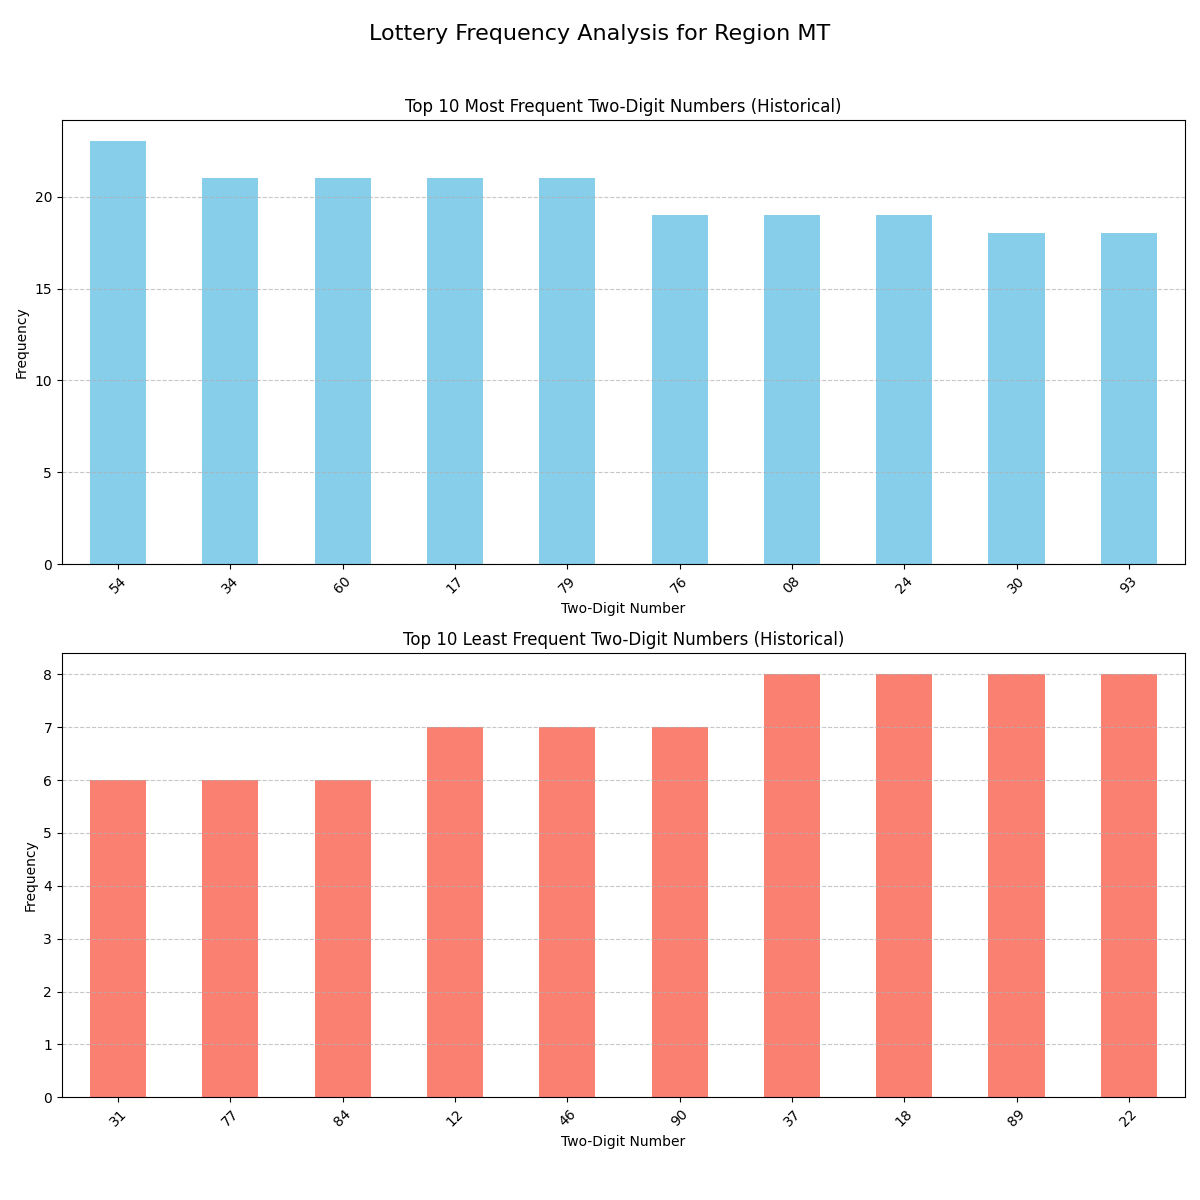 Lottery Frequency Analysis for Region MT
Top 10 Most Frequent Two-Digit Numbers (Historical)
Frequency
20
15
10
5
0
54 34 60 17 79 76 08 24 30 93
Two-Digit Number
Top 10 Least Frequent Two-Digit Numbers (Historical)
Frequency
8
7
6
5
4
3
2
1
0
31 77 84 12 46 90 37 18 89 22
Two-Digit Number